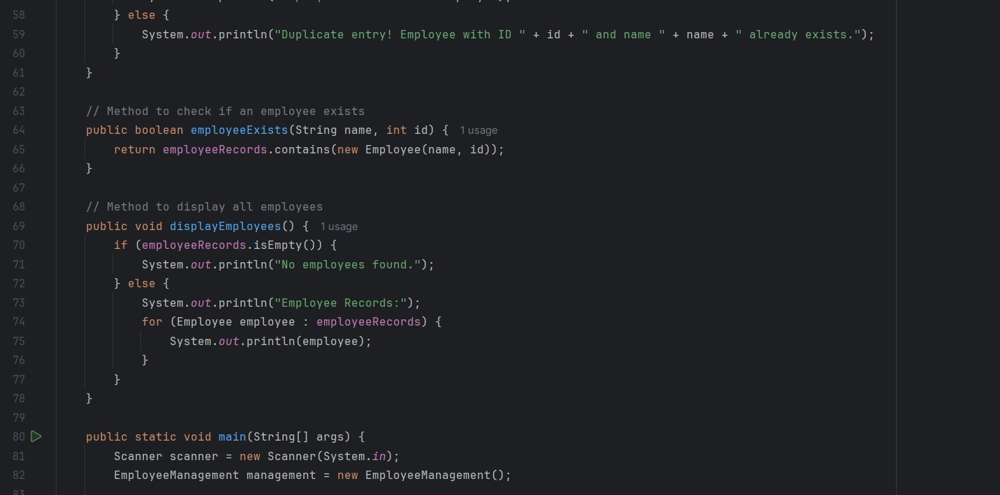 58 } else {
59 System.out.println("Duplicate entry! Employee with ID " + id + " and name " + name + " already exists.");
60 }
61 }
62
63 // Method to check if an employee exists
64 public boolean employeeExists(String name, int id) { 1 usage
65 return employeeRecords.contains(new Employee(name, id));
66 }
67
68 // Method to display all employees
69 public void displayEmployees() { 1 usage
70 if (employeeRecords.isEmpty()) {
71 System.out.println("No employees found.");
72 } else {
73 System.out.println("Employee Records:");
74 for (Employee employee : employeeRecords) {
75 System.out.println(employee);
76 }
77 }
78 }
79
80 public static void main(String[] args) {
81 Scanner scanner = new Scanner(System.in);
82 EmployeeManagement management = new EmployeeManagement();
83